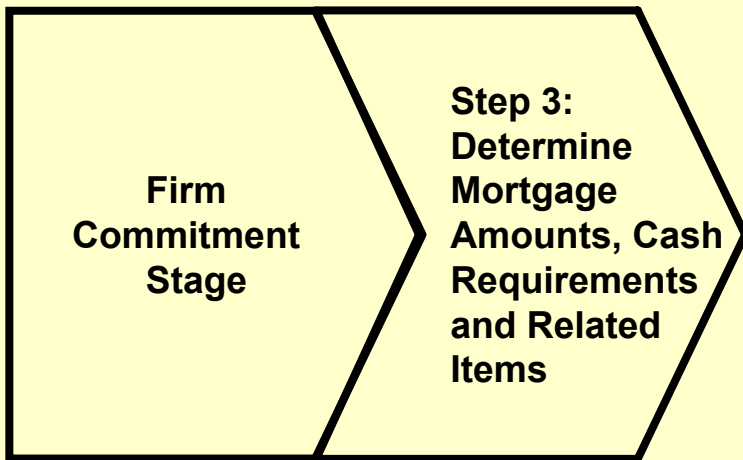 Firm
Commitment
Stage
Step 3:
Determine
Mortgage
Amounts, Cash
Requirements
and Related
Items